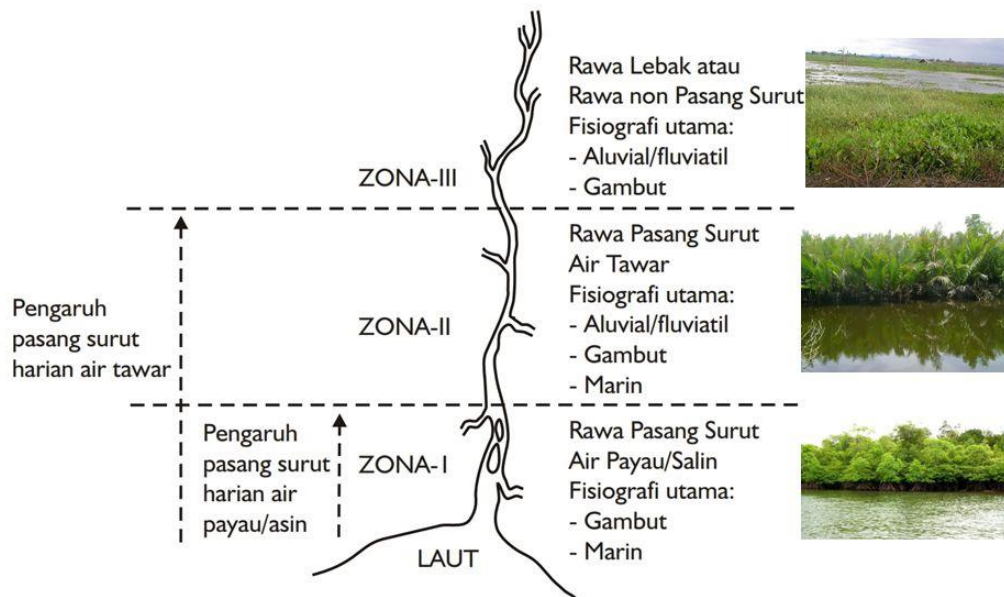 Rawa Lebak atau
Rawa non Pasang Surut
Fisiografi utama:
- Aluvial/fluviatil
- Gambut
ZONA-III
Rawa Pasang Surut
Air Tawar
Fisiografi utama:
- Aluvial/fluviatil
- Gambut
- Marin
ZONA-II
Pengaruh
pasang surut
harian air tawar
Pengaruh
pasang surut
harian air
payau/asin
ZONA-I
Rawa Pasang Surut
Air Payau/Salin
Fisiografi utama:
- Gambut
- Marin
LAUT